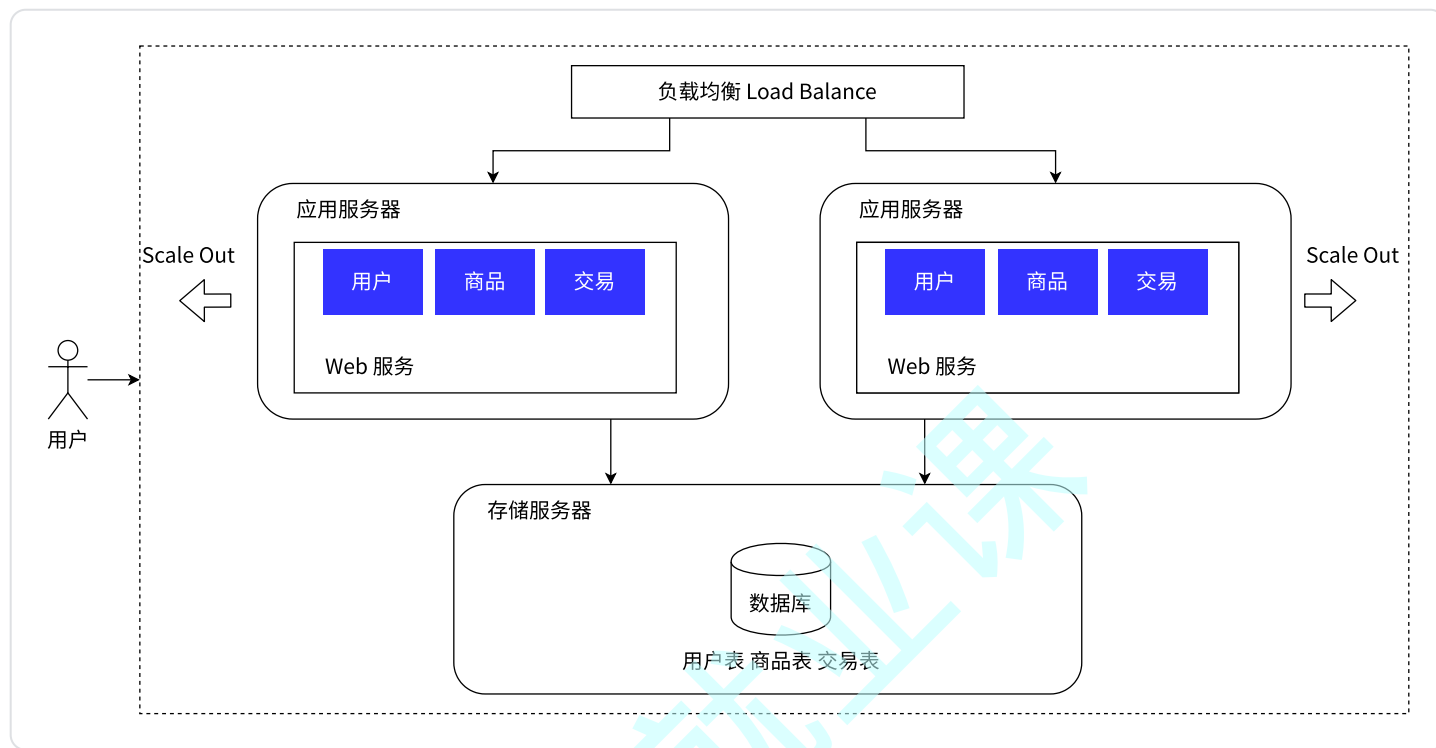 负载均衡 Load Balance
应用服务器
应用服务器
Scale Out
Scale Out
用户
商品
交易
用户
商品
交易
Web 服务
Web 服务
用户
存储服务器
数据库
用户表 商品表 交易表
就业课